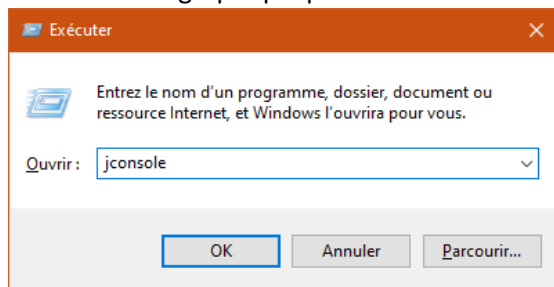 Exécuter
Entrez le nom d’un programme, dossier, document ou
ressource Internet, et Windows l’ouvrira pour vous.
Ouvrir : jconsole
OK Annuler Parcourir...